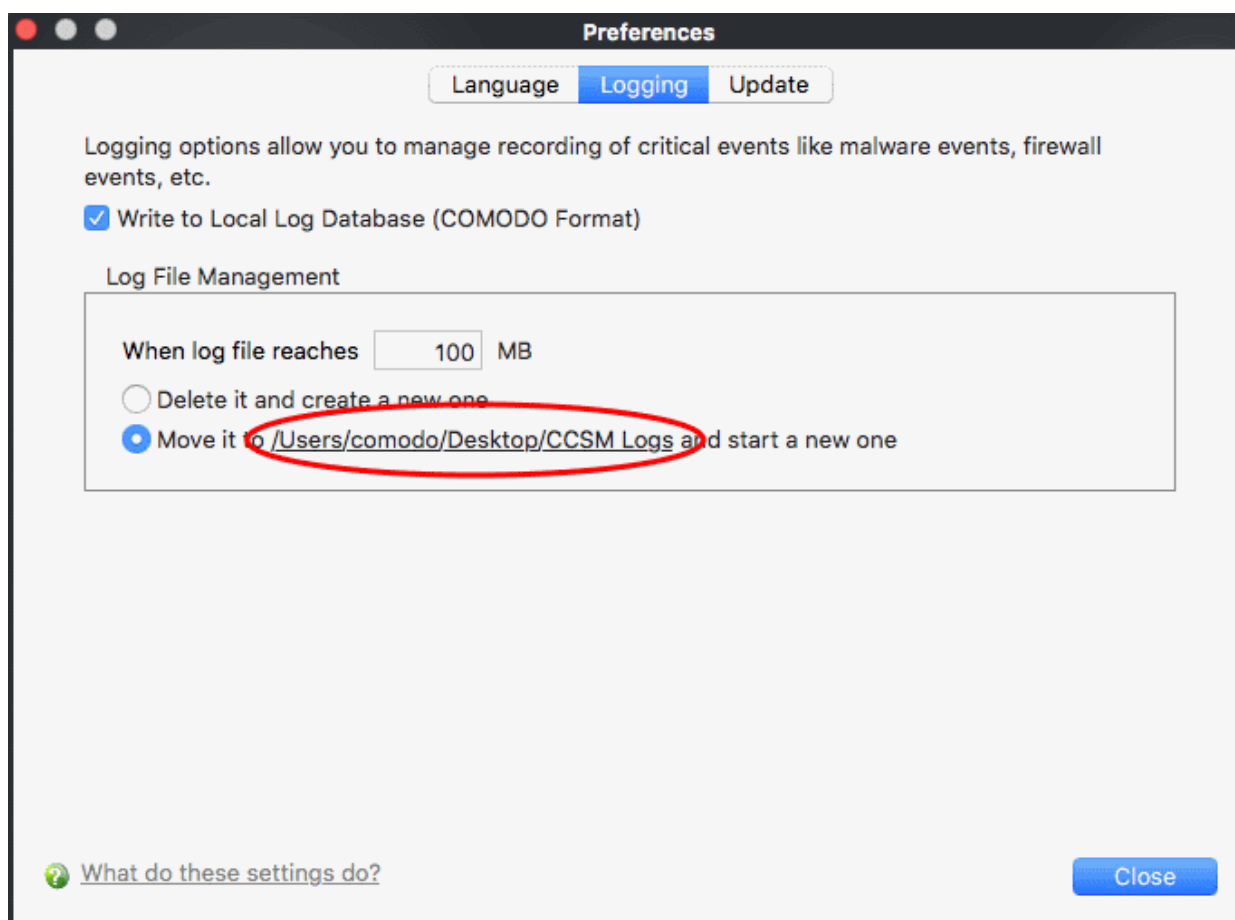 Preferences
Language Logging Update
Logging options allow you to manage recording of critical events like malware events, firewall
events, etc.
Write to Local Log Database (COMODO Format)
Log File Management
When log file reaches 100 MB
Delete it and create a new one
Move it to /Users/comodo/Desktop/CCSM Logs and start a new one
What do these settings do?
Close